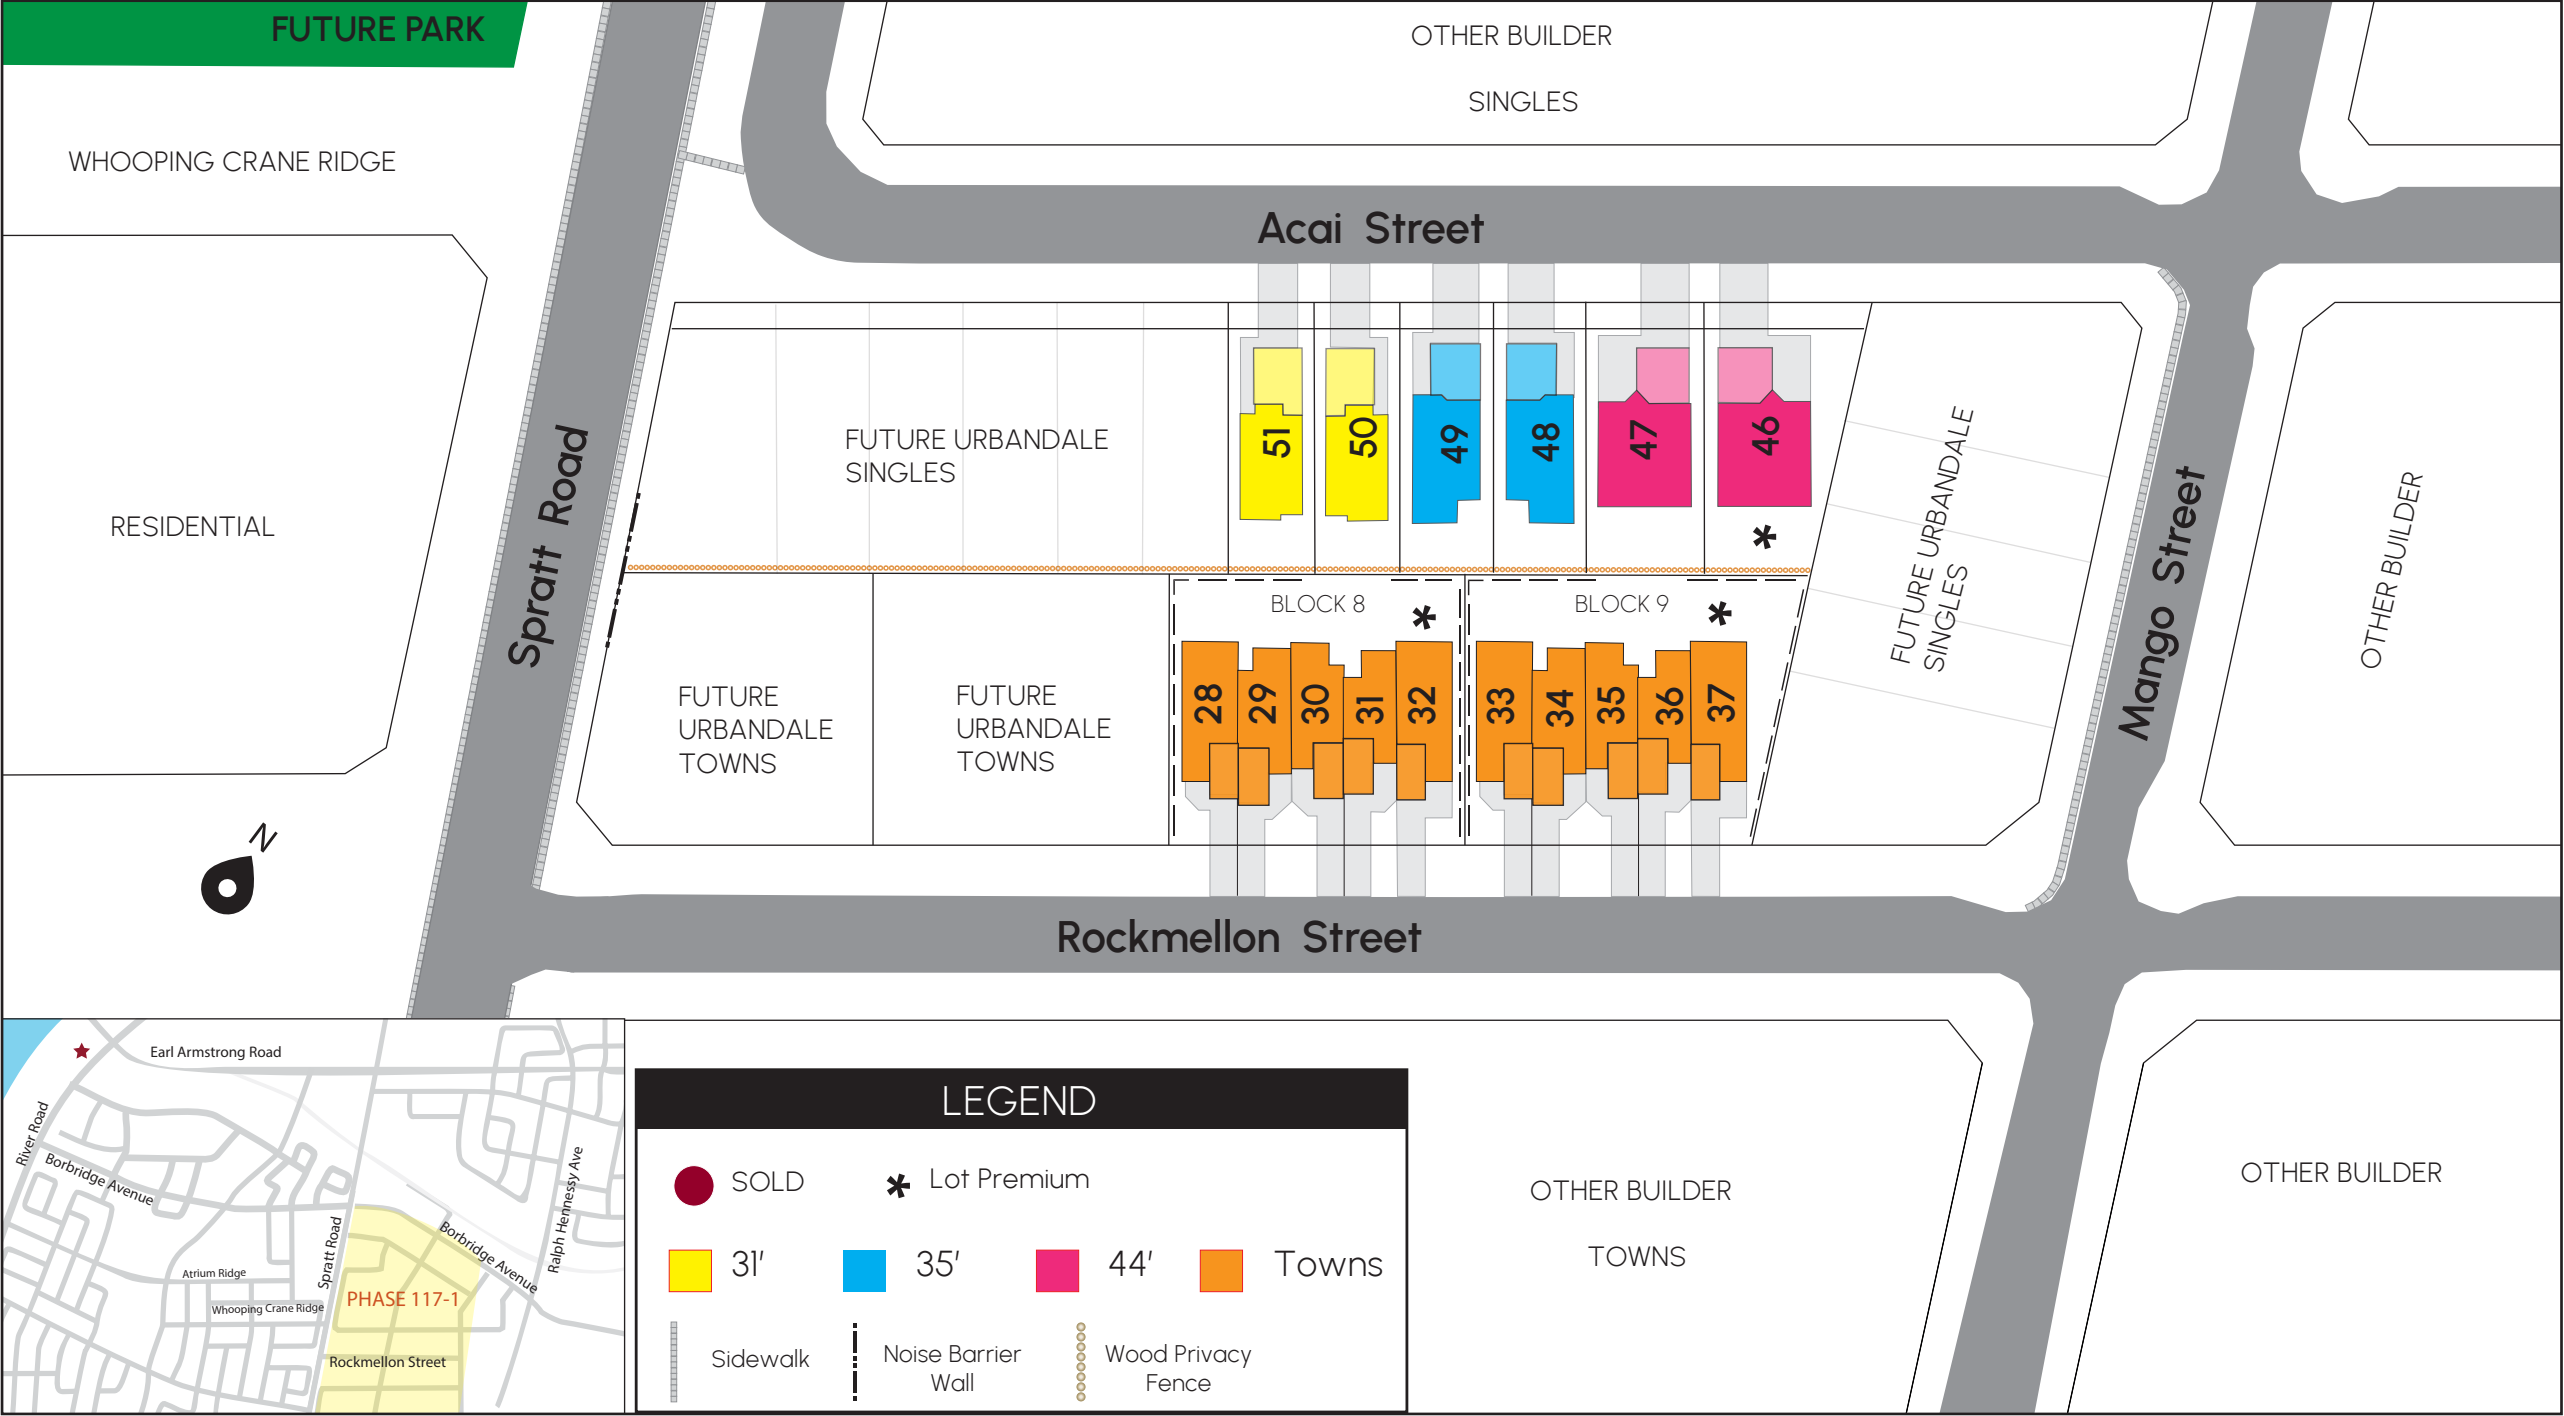 FUTURE PARK
OTHER BUILDER
SINGLES
WHOOPING CRANE RIDGE
Acai Street
RESIDENTIAL
Spratt Road
FUTURE URBANDALE
SINGLES
51
50
49
48
47
46
*
FUTURE URBANDALE
SINGLES
Mango Street
OTHER BUILDER
BLOCK 8
*
BLOCK 9
*
FUTURE
URBANDALE
TOWNS
FUTURE
URBANDALE
TOWNS
28
29
30
31
32
33
34
35
36
37
N
Rockmellon Street
Earl Armstrong Road
River Road
Borbridge Avenue
Spratt Road
Borbridge Avenue
Ralph Hennessy Ave
Atrium Ridge
Whooping Crane Ridge
PHASE 117-1
Rockmellon Street
LEGEND
SOLD
* Lot Premium
31'
35'
44'
Towns
Sidewalk
Noise Barrier
Wall
Wood Privacy
Fence
OTHER BUILDER
TOWNS
OTHER BUILDER